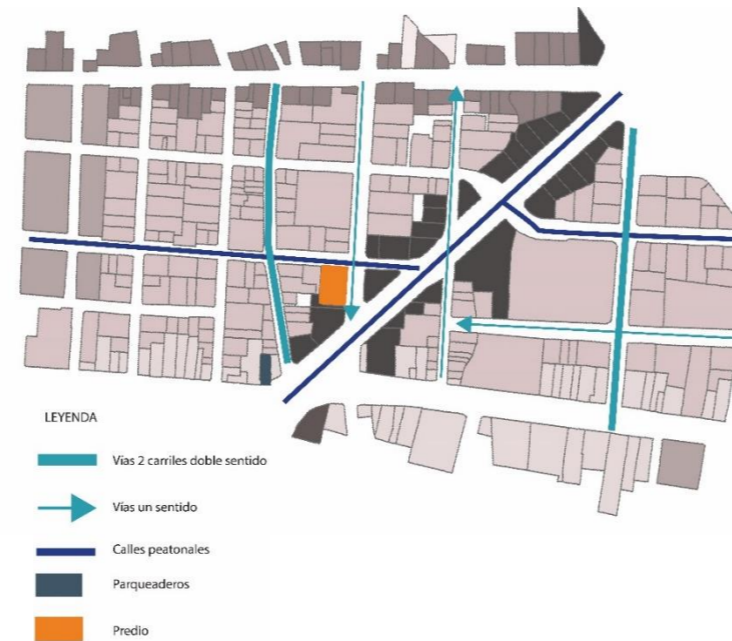 LEYENDA
Vías 2 carriles doble sentido
Vías un sentido
Calles peatonales
Parqueaderos
Predio